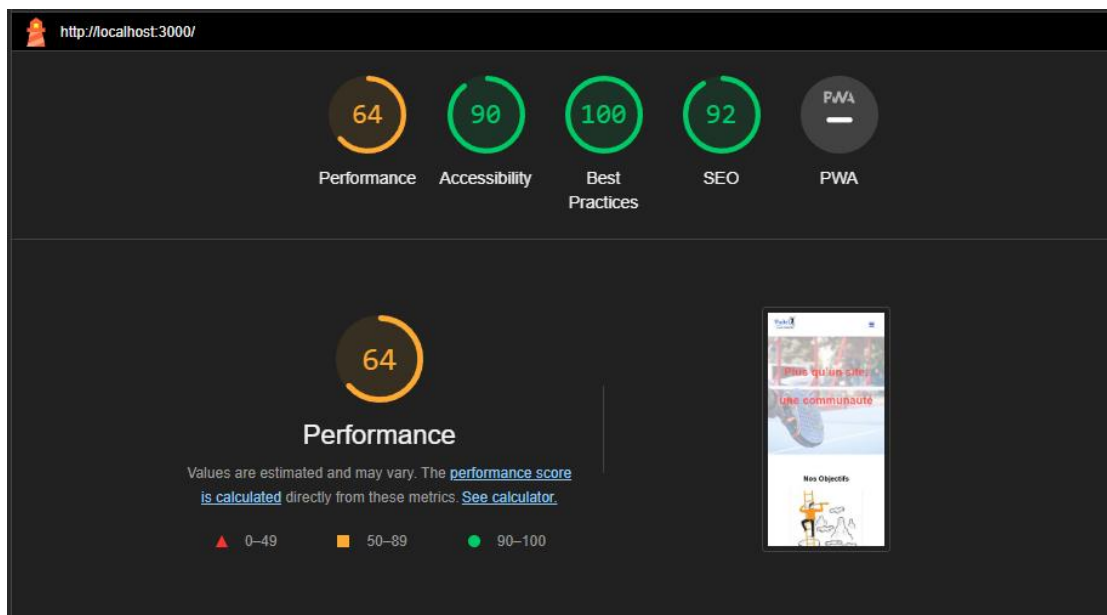 http://localhost:3000/
64
90
100
92
PWA
Performance
Accessibility
Best
Practices
SEO
PWA
64
Performance
Values are estimated and may vary. The performance score
is calculated directly from these metrics. See calculator.
0–49
50–89
90–100
Plus qu'un site,
une communauté
Nos Objectifs